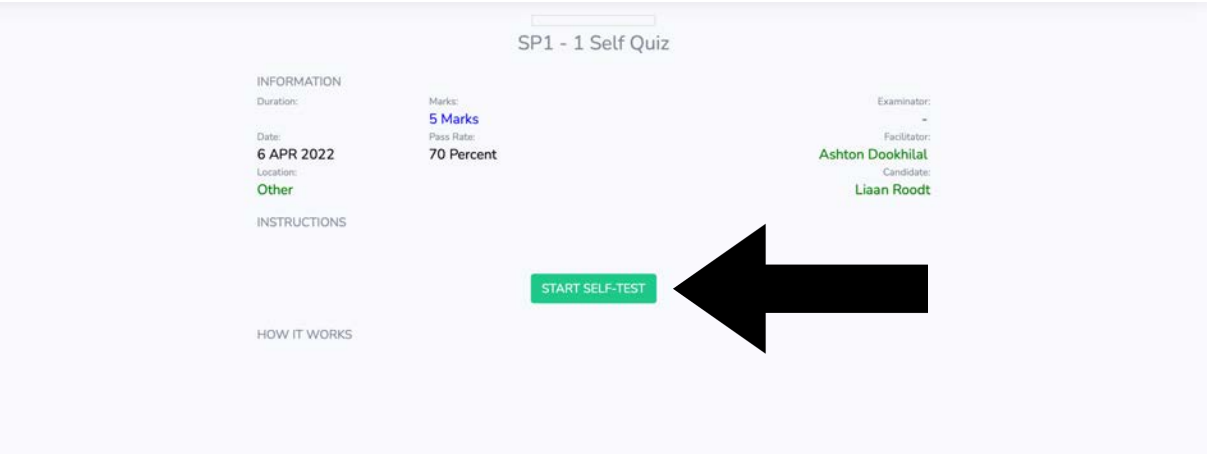 SP1 - 1 Self Quiz
INFORMATION
Duration: Marks: Examinator:
5 Marks -
Date: Pass Rate: Facilitator:
6 APR 2022 70 Percent Ashton Dookhilal
Location: Candidate:
Other Liaan Roodt
INSTRUCTIONS
START SELF-TEST
HOW IT WORKS